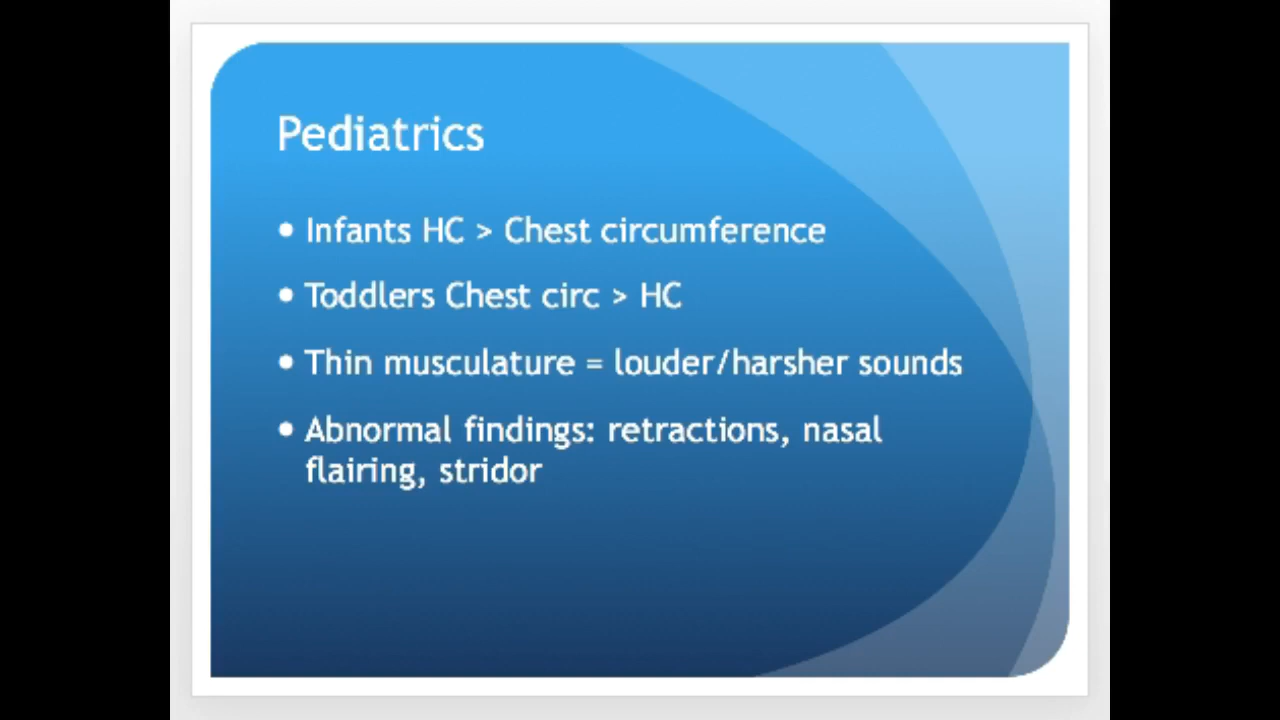 Pediatrics
• Infants HC > Chest circumference
• Toddlers Chest circ > HC
• Thin musculature = louder/harsher sounds
• Abnormal findings: retractions, nasal
flairing, stridor